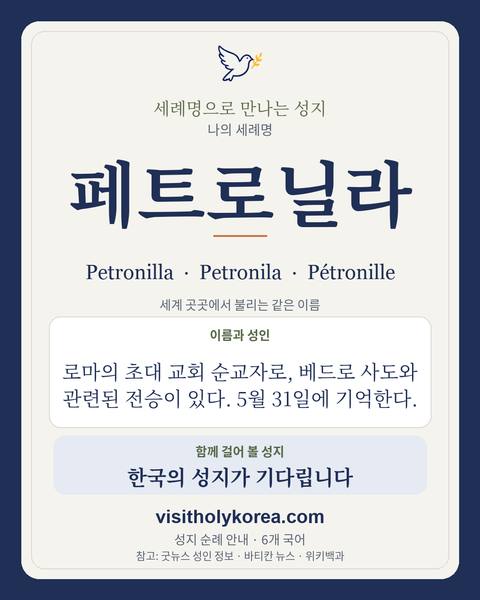 세례명으로 만나는 성지
나의 세례명
페트로닐라
Petronilla · Petronila · Pétronille
세계 곳곳에서 불리는 같은 이름
이름과 성인
로마의 초대 교회 순교자로, 베드로 사도와
관련된 전승이 있다. 5월 31일에 기억한다.
함께 걸어 볼 성지
한국의 성지가 기다립니다
visitholykorea.com
성지 순례 안내 · 6개 국어
참고: 굿뉴스 성인 정보 · 바티칸 뉴스 · 위키백과